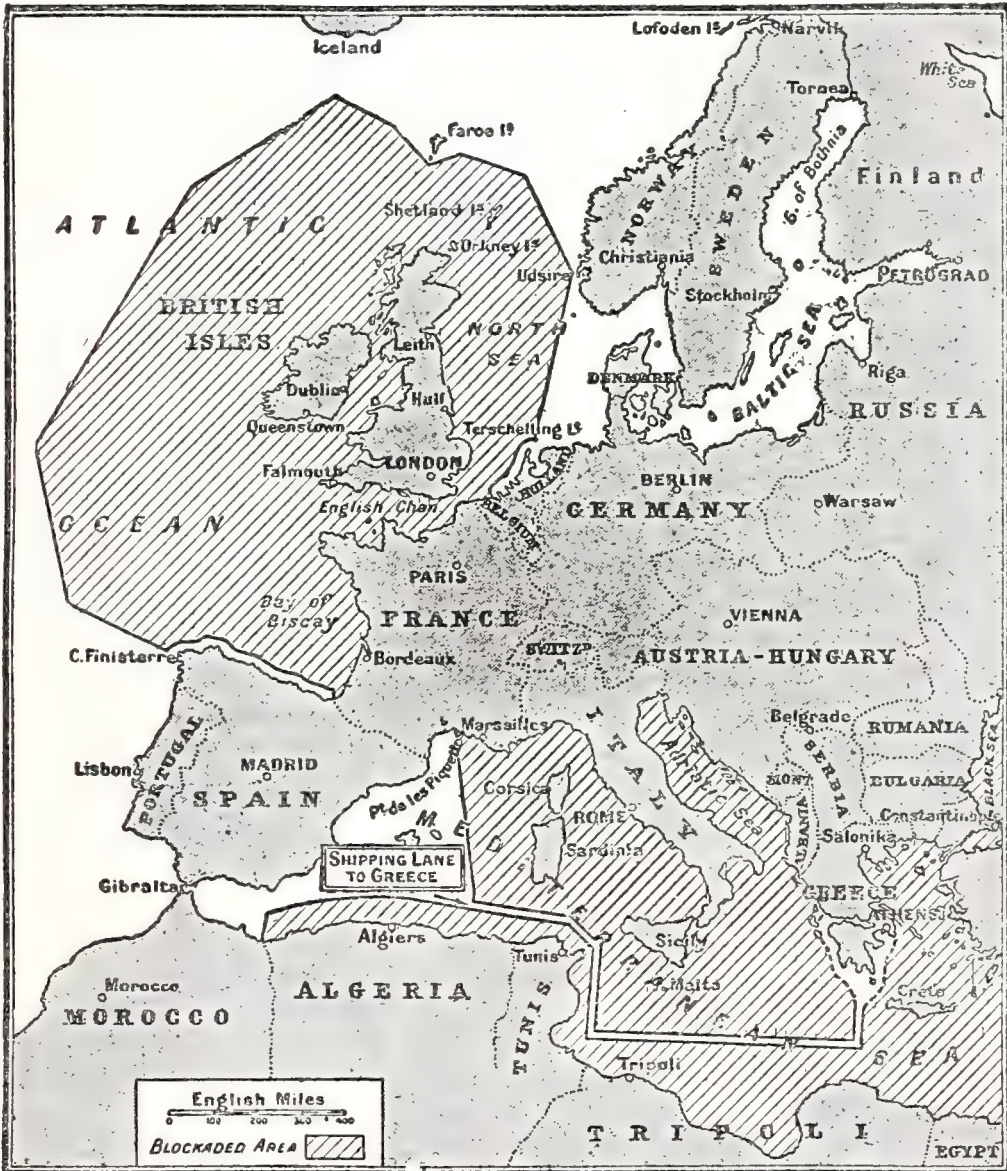 Iceland
Lofoden Is
Narvik
White Sea
Tornea
Faroe Is
G. of Bothnia
Finland
ATLANTIC
Shetland Is
Orkney Is
NORWAY
SWEDEN
Christiania
Udsire
PETROGRAD
Stockholm
BRITISH
ISLES
NORTH
SEA
Leith
DENMARK
BALTIC SEA
Riga
Dublin
Hull
RUSSIA
Queenstown
Terschelling Is
Falmouth
LONDON
HOLLAND
BERLIN
GERMANY
Warsaw
OCEAN
English Chan.
BELGIUM
PARIS
Bay of
Biscay
FRANCE
VIENNA
C. Finisterre
Bordeaux
SWITZD
AUSTRIA-HUNGARY
Marseilles
ITALY
Adriatic Sea
Belgrade
RUMANIA
SERBIA
BLACK SEA
Lisbon
PORTUGAL
MADRID
SPAIN
Pt. de les Piquettes
Corsica
MONT
BULGARIA
ROME
ALBANIA
Constantinople
Salonika
MEDITERRANEAN
Sardinia
SHIPPING LANE
TO GREECE
Gibraltar
GREECE
ATHENS
Algiers
Tunis
Sicily
Malta
Crete
Morocco
MOROCCO
ALGERIA
TUNIS
SEA
Tripoli
English Miles
0 100 200 300 400
BLOCKADED AREA
TRIPOLI
EGYPT